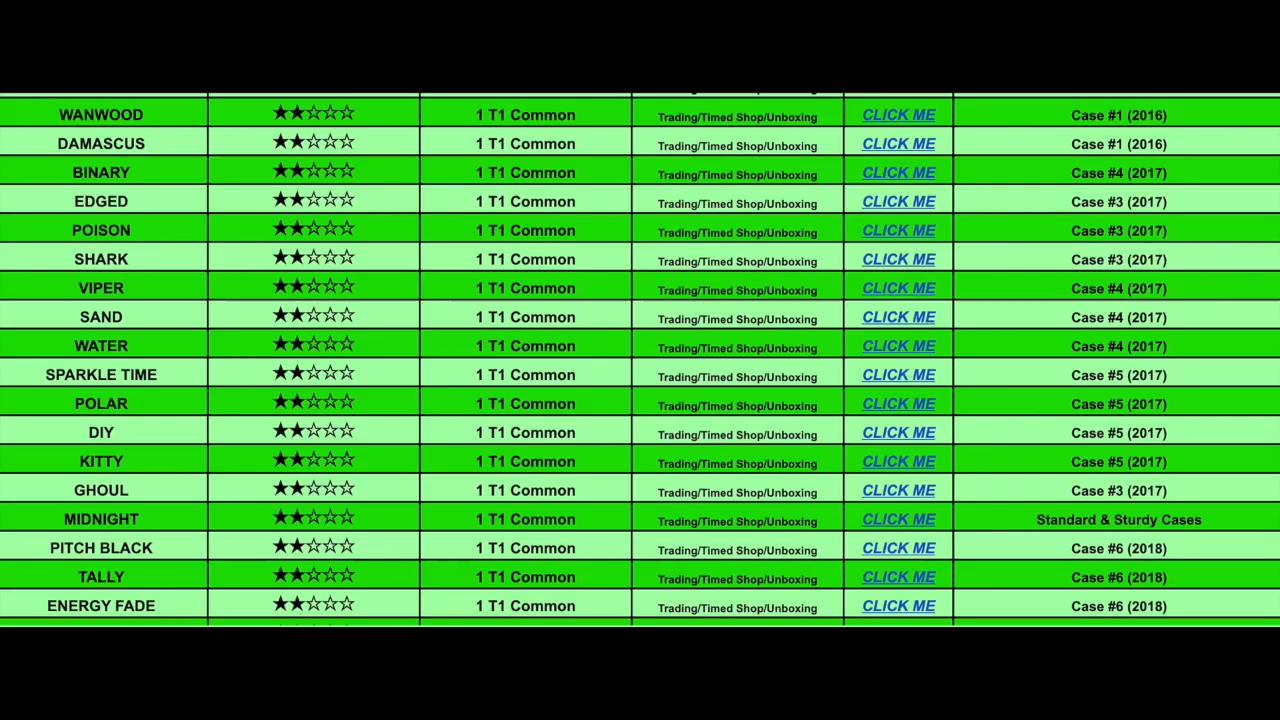 WANWOOD ★★☆☆☆ 1 T1 Common Trading/Timed Shop/Unboxing CLICK ME Case #1 (2016)
DAMASCUS ★★☆☆☆ 1 T1 Common Trading/Timed Shop/Unboxing CLICK ME Case #1 (2016)
BINARY ★★☆☆☆ 1 T1 Common Trading/Timed Shop/Unboxing CLICK ME Case #4 (2017)
EDGED ★★☆☆☆ 1 T1 Common Trading/Timed Shop/Unboxing CLICK ME Case #3 (2017)
POISON ★★☆☆☆ 1 T1 Common Trading/Timed Shop/Unboxing CLICK ME Case #3 (2017)
SHARK ★★☆☆☆ 1 T1 Common Trading/Timed Shop/Unboxing CLICK ME Case #3 (2017)
VIPER ★★☆☆☆ 1 T1 Common Trading/Timed Shop/Unboxing CLICK ME Case #4 (2017)
SAND ★★☆☆☆ 1 T1 Common Trading/Timed Shop/Unboxing CLICK ME Case #4 (2017)
WATER ★★☆☆☆ 1 T1 Common Trading/Timed Shop/Unboxing CLICK ME Case #4 (2017)
SPARKLE TIME ★★☆☆☆ 1 T1 Common Trading/Timed Shop/Unboxing CLICK ME Case #5 (2017)
POLAR ★★☆☆☆ 1 T1 Common Trading/Timed Shop/Unboxing CLICK ME Case #5 (2017)
DIY ★★☆☆☆ 1 T1 Common Trading/Timed Shop/Unboxing CLICK ME Case #5 (2017)
KITTY ★★☆☆☆ 1 T1 Common Trading/Timed Shop/Unboxing CLICK ME Case #5 (2017)
GHOUL ★★☆☆☆ 1 T1 Common Trading/Timed Shop/Unboxing CLICK ME Case #3 (2017)
MIDNIGHT ★★☆☆☆ 1 T1 Common Trading/Timed Shop/Unboxing CLICK ME Standard & Sturdy Cases
PITCH BLACK ★★☆☆☆ 1 T1 Common Trading/Timed Shop/Unboxing CLICK ME Case #6 (2018)
TALLY ★★☆☆☆ 1 T1 Common Trading/Timed Shop/Unboxing CLICK ME Case #6 (2018)
ENERGY FADE ★★☆☆☆ 1 T1 Common Trading/Timed Shop/Unboxing CLICK ME Case #6 (2018)